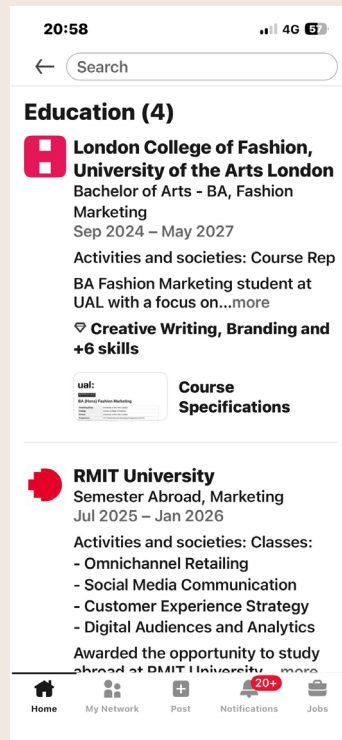 20:58
4G 57
Search
Education (4)
London College of Fashion,
University of the Arts London
Bachelor of Arts - BA, Fashion
Marketing
Sep 2024 – May 2027
Activities and societies: Course Rep
BA Fashion Marketing student at
UAL with a focus on...more
Creative Writing, Branding and
+6 skills
ual:
BA (Hons) Fashion Marketing
Course
Specifications
RMIT University
Semester Abroad, Marketing
Jul 2025 – Jan 2026
Activities and societies: Classes:
- Omnichannel Retailing
- Social Media Communication
- Customer Experience Strategy
- Digital Audiences and Analytics
Awarded the opportunity to study
abroad at RMIT University...more
20+
Home My Network Post Notifications Jobs